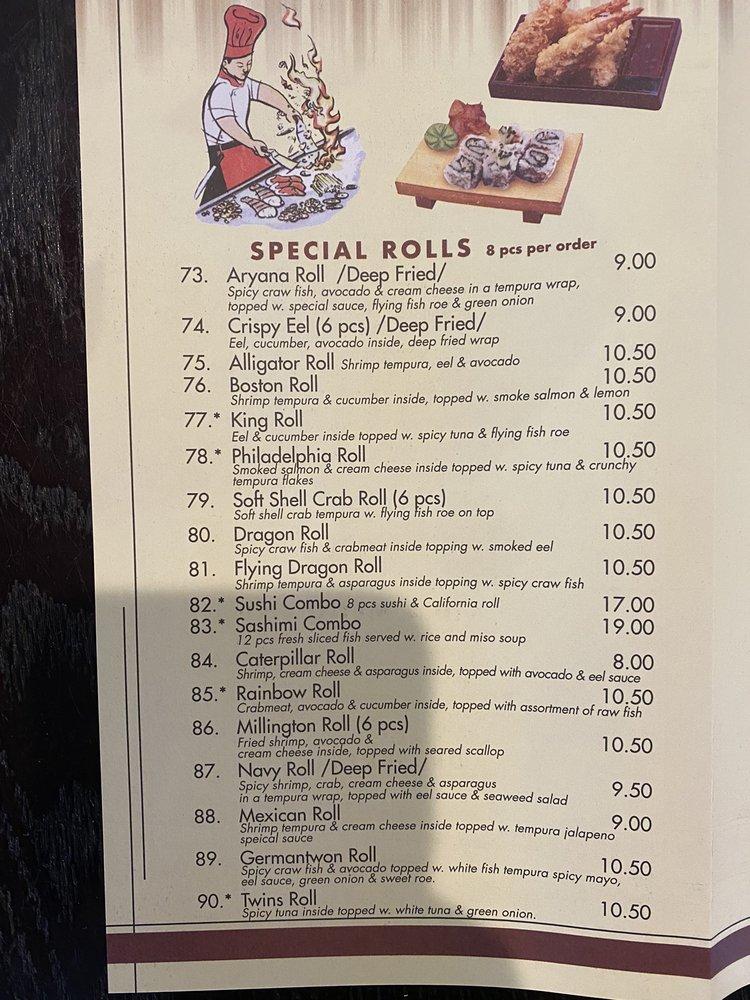 SPECIAL ROLLS 8 pcs per order
73. Aryana Roll /Deep Fried/ 9.00
Spicy craw fish, avocado & cream cheese in a tempura wrap,
topped w. special sauce, flying fish roe & green onion
74. Crispy Eel (6 pcs) /Deep Fried/ 9.00
Eel, cucumber, avocado inside, deep fried wrap
75. Alligator Roll Shrimp tempura, eel & avocado 10.50
76. Boston Roll 10.50
Shrimp tempura & cucumber inside, topped w. smoke salmon & lemon
77.* King Roll 10.50
Eel & cucumber inside topped w. spicy tuna & flying fish roe
78.* Philadelphia Roll 10.50
Smoked salmon & cream cheese inside topped w. spicy tuna & crunchy
tempura flakes
79. Soft Shell Crab Roll (6 pcs) 10.50
Soft shell crab tempura w. flying fish roe on top
80. Dragon Roll 10.50
Spicy craw fish & crabmeat inside topping w. smoked eel
81. Flying Dragon Roll 10.50
Shrimp tempura & asparagus inside topping w. spicy craw fish
82.* Sushi Combo 8 pcs sushi & California roll 17.00
83.* Sashimi Combo 19.00
12 pcs fresh sliced fish served w. rice and miso soup
84. Caterpillar Roll 8.00
Shrimp, cream cheese & asparagus inside, topped with avocado & eel sauce
85.* Rainbow Roll 10.50
Crabmeat, avocado & cucumber inside, topped with assortment of raw fish
86. Millington Roll (6 pcs)
Fried shrimp, avocado &
cream cheese inside, topped with seared scallop 10.50
87. Navy Roll /Deep Fried/
Spicy shrimp, crab, cream cheese & asparagus 9.50
in a tempura wrap, topped with eel sauce & seaweed salad
88. Mexican Roll 9.00
Shrimp tempura & cream cheese inside topped w. tempura jalapeno
speical sauce
89. Germantwon Roll 10.50
Spicy craw fish & avocado topped w. white fish tempura spicy mayo,
eel sauce, green onion & sweet roe.
90.* Twins Roll 10.50
Spicy tuna inside topped w. white tuna & green onion.